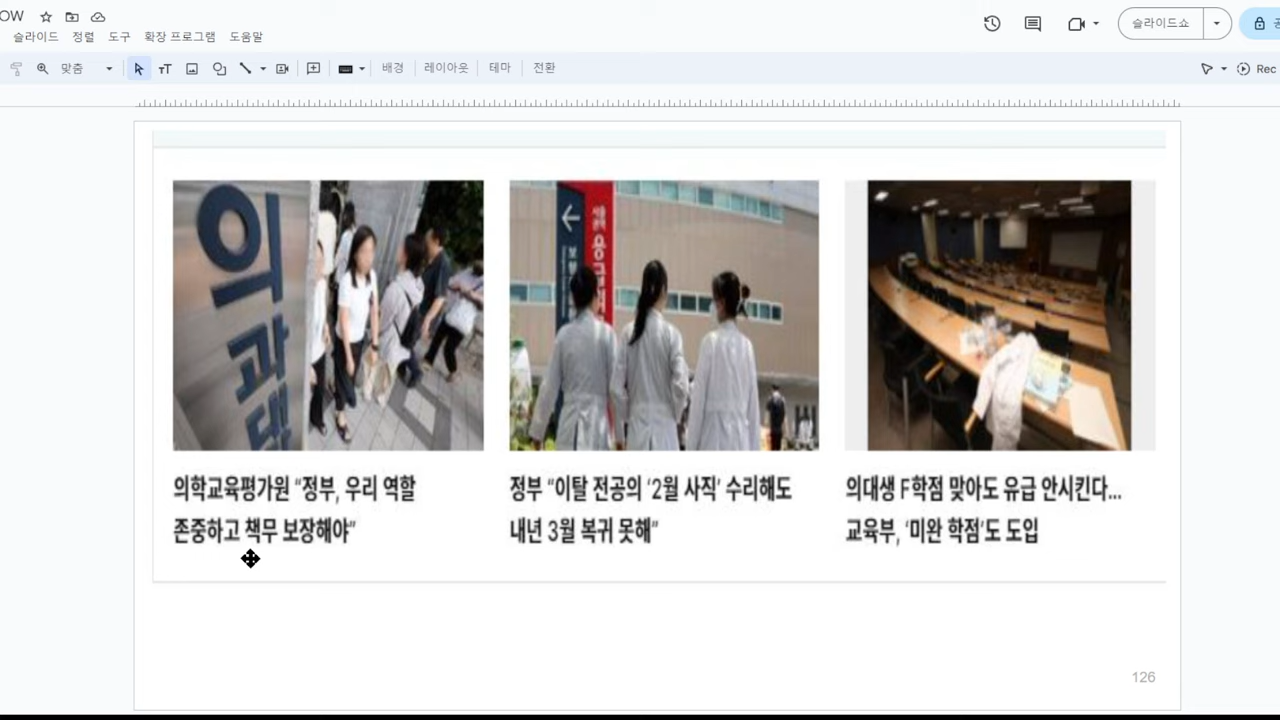 OW
슬라이드 정렬 도구 확장 프로그램 도움말
슬라이드쇼
맞춤 배경 레이아웃 테마 전환 Rec
의과대
응급
의학교육평가원 “정부, 우리 역할
존중하고 책무 보장해야”
정부 “이탈 전공의 ‘2월 사직’ 수리해도
내년 3월 복귀 못해”
의대생 F학점 맞아도 유급 안시킨다...
교육부, ‘미완 학점’도 도입
126